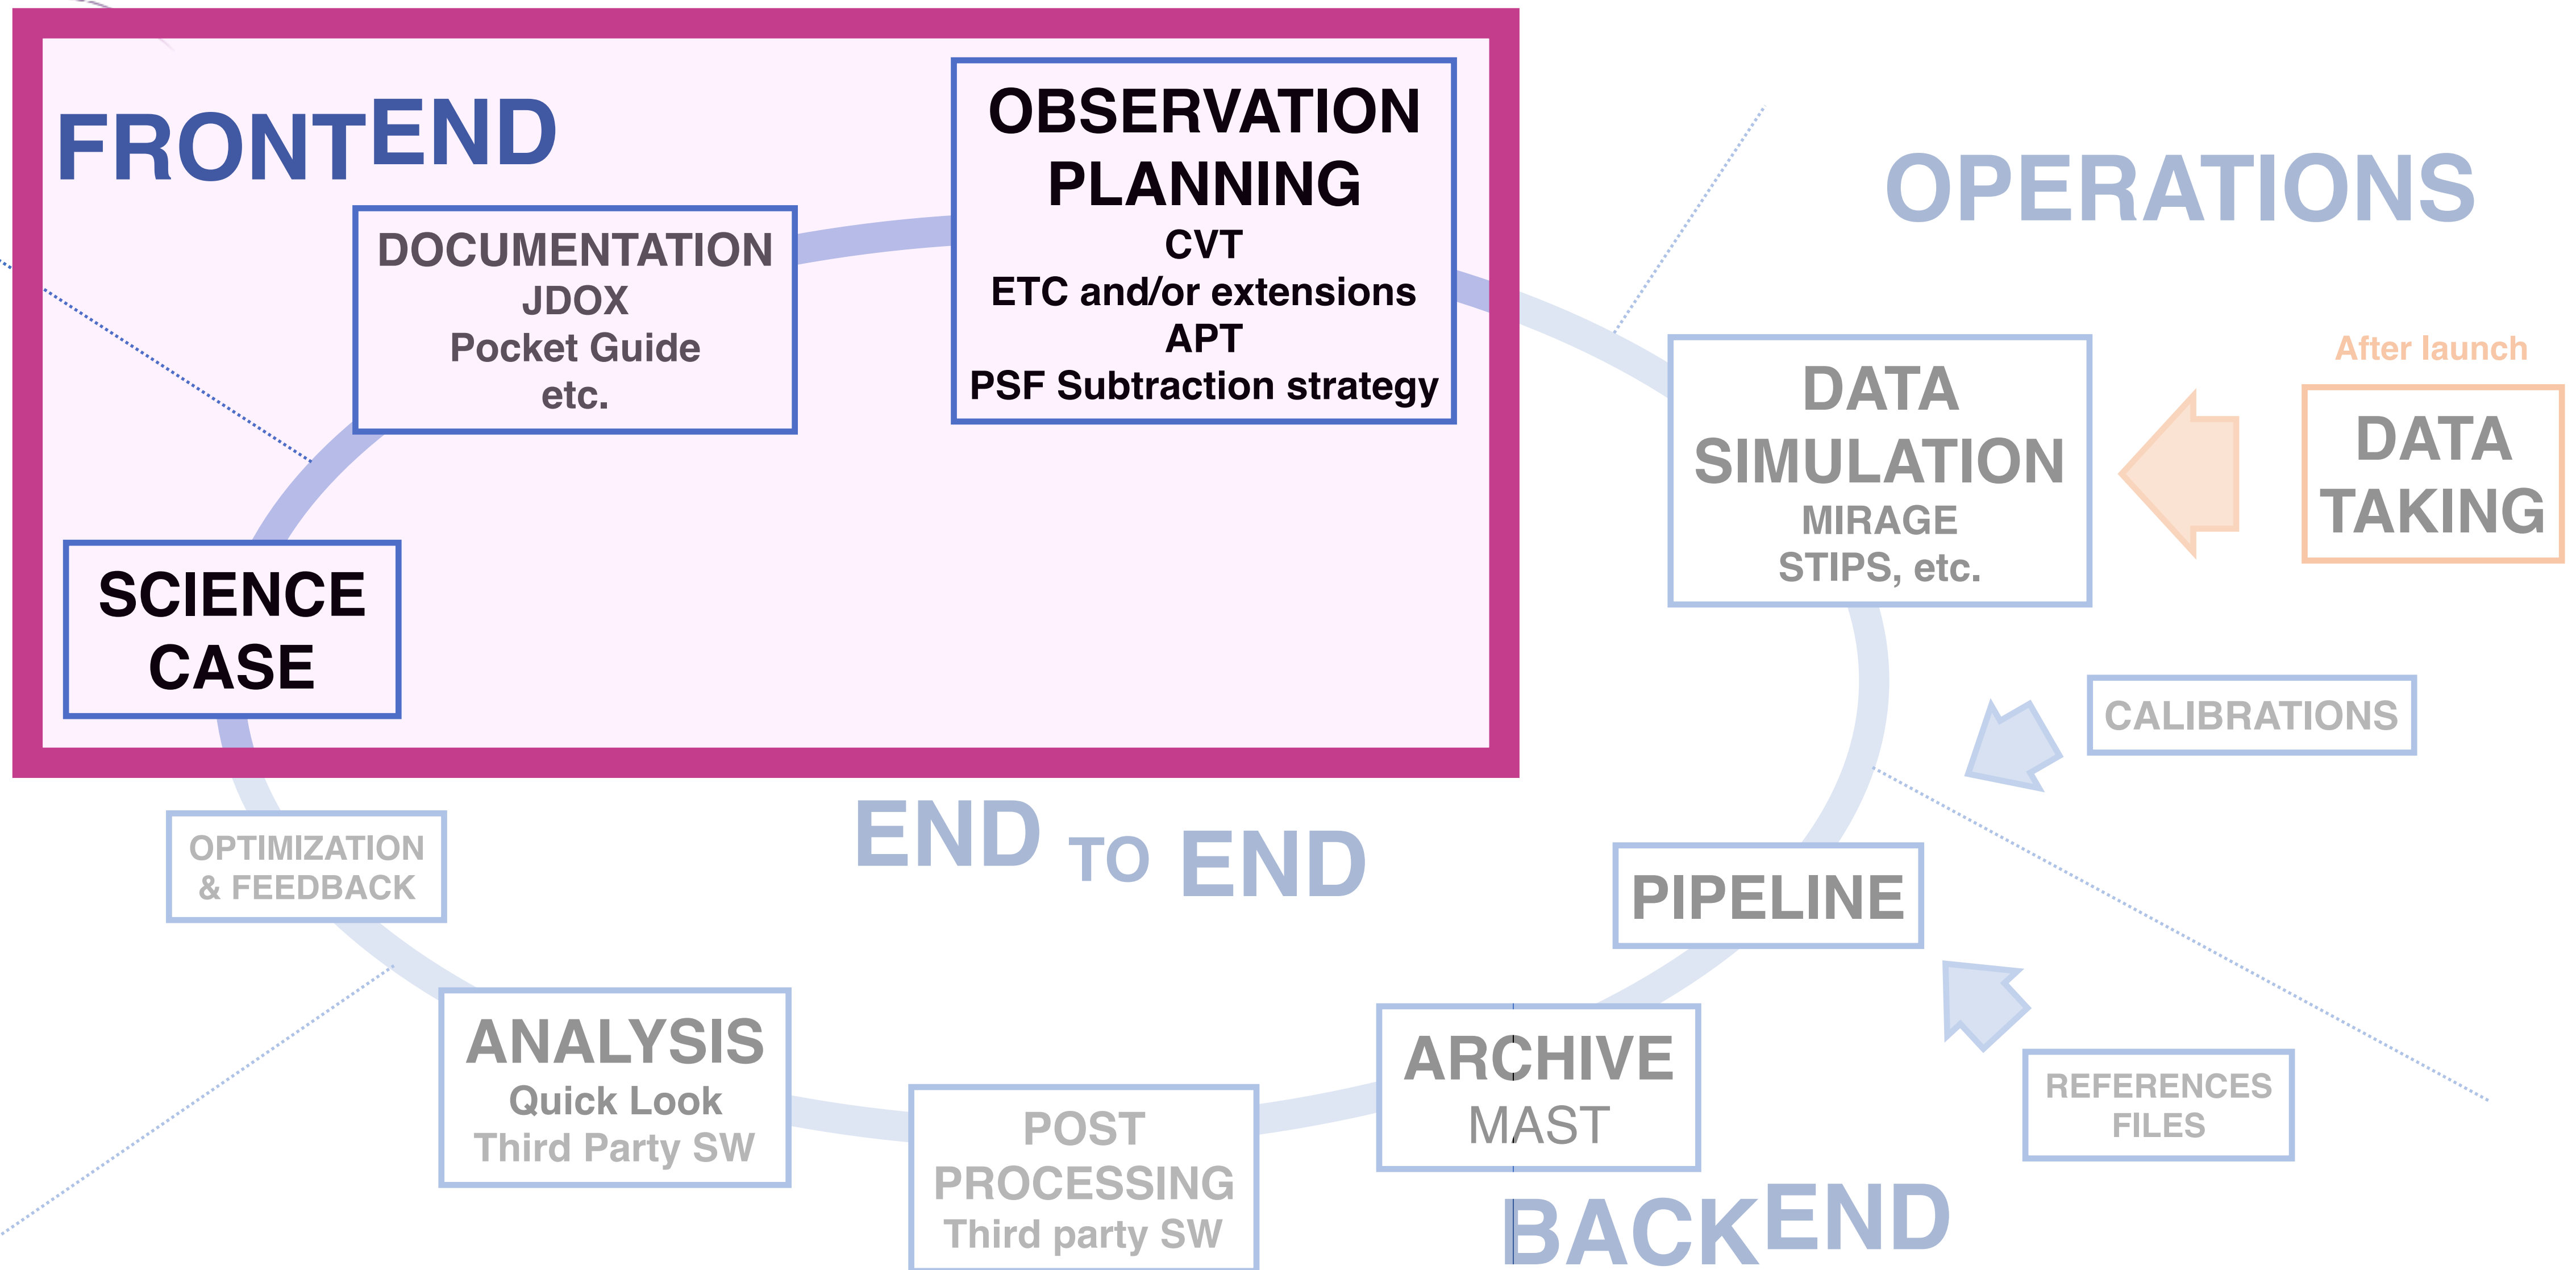 FRONTEND
OBSERVATION
PLANNING
CVT
ETC and/or extensions
APT
PSF Subtraction strategy
DOCUMENTATION
JDOX
Pocket Guide
etc.
SCIENCE
CASE
OPERATIONS
DATA
SIMULATION
MIRAGE
STIPS, etc.
After launch
DATA
TAKING
CALIBRATIONS
END TO END
OPTIMIZATION
& FEEDBACK
PIPELINE
ANALYSIS
Quick Look
Third Party SW
POST
PROCESSING
Third party SW
ARCHIVE
MAST
REFERENCES
FILES
BACKEND